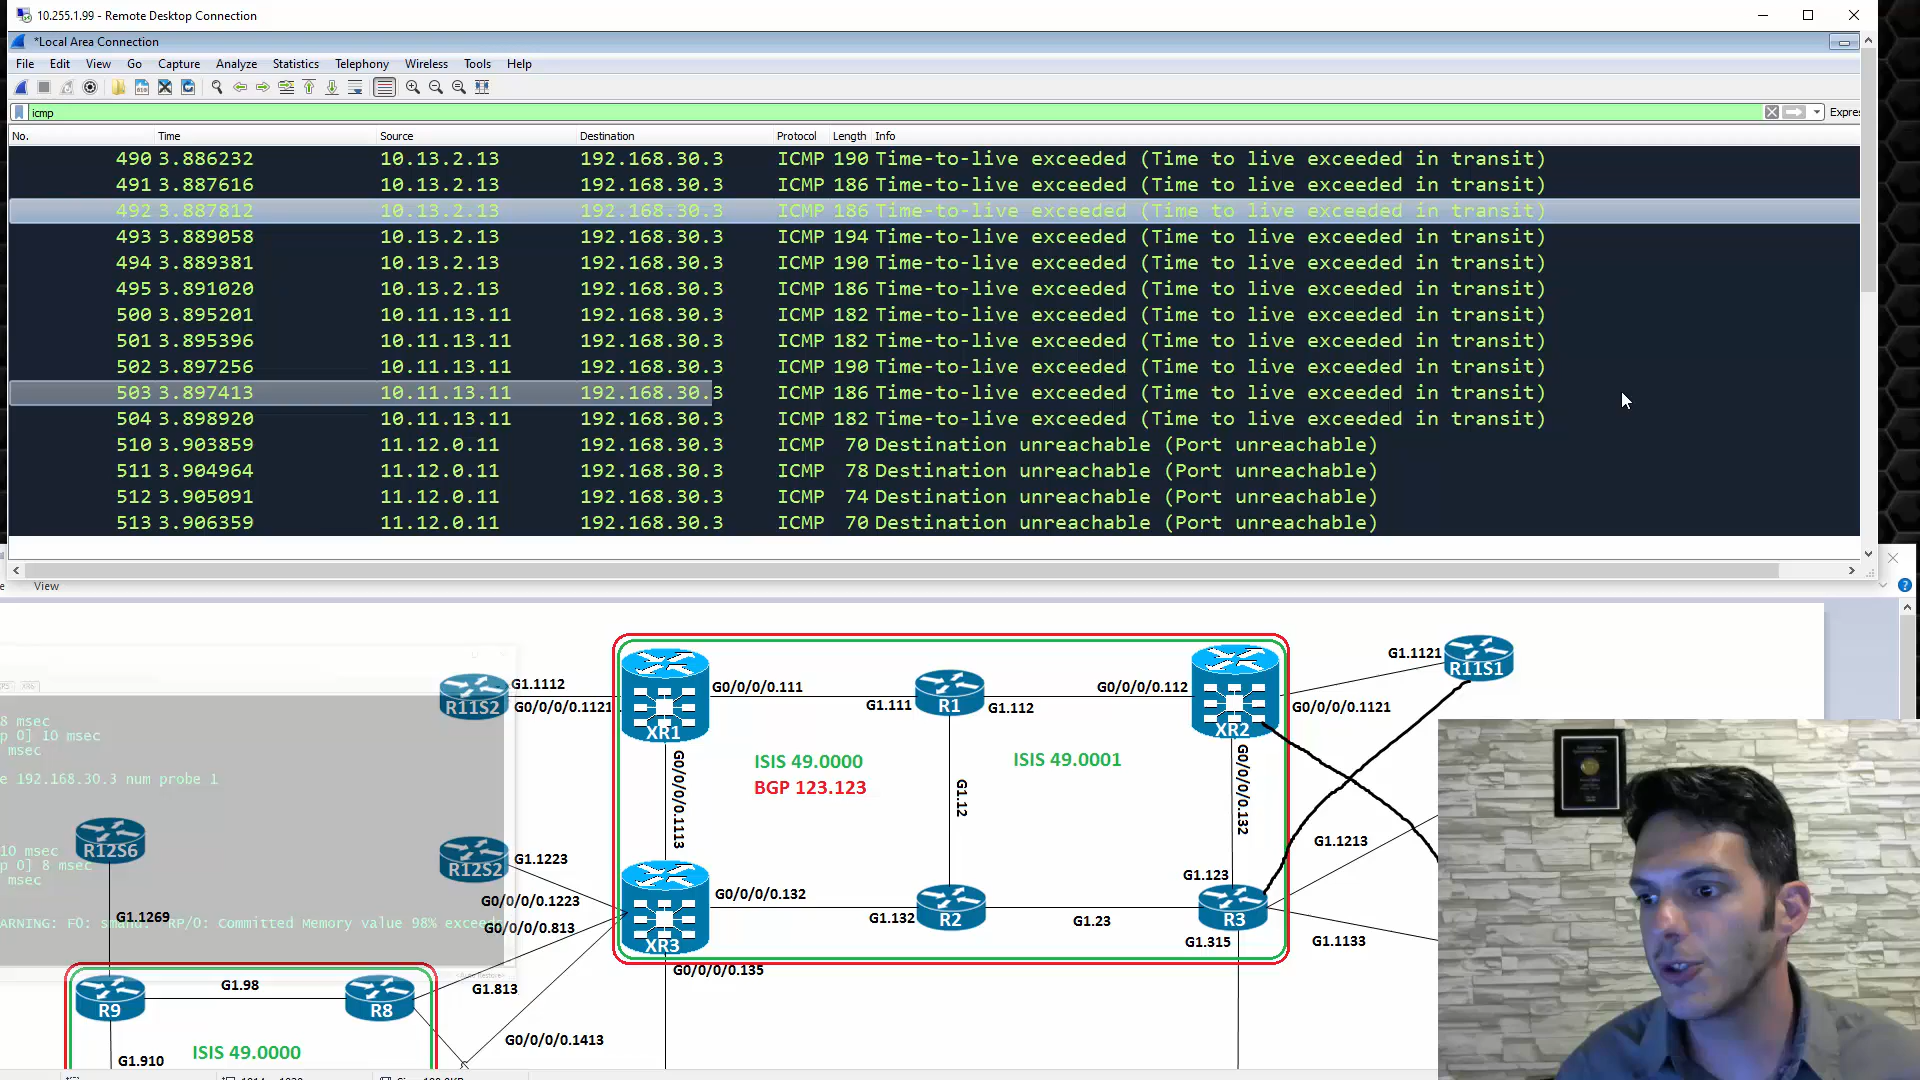 10.255.1.99 - Remote Desktop Connection
*Local Area Connection
File Edit View Go Capture Analyze Statistics Telephony Wireless Tools Help
icmp
Expres
No. Time Source Destination Protocol Length Info
490 3.886232 10.13.2.13 192.168.30.3 ICMP 190 Time-to-live exceeded (Time to live exceeded in transit)
491 3.887616 10.13.2.13 192.168.30.3 ICMP 186 Time-to-live exceeded (Time to live exceeded in transit)
492 3.887812 10.13.2.13 192.168.30.3 ICMP 186 Time-to-live exceeded (Time to live exceeded in transit)
493 3.889058 10.13.2.13 192.168.30.3 ICMP 194 Time-to-live exceeded (Time to live exceeded in transit)
494 3.889381 10.13.2.13 192.168.30.3 ICMP 190 Time-to-live exceeded (Time to live exceeded in transit)
495 3.891020 10.13.2.13 192.168.30.3 ICMP 186 Time-to-live exceeded (Time to live exceeded in transit)
500 3.895201 10.11.13.11 192.168.30.3 ICMP 182 Time-to-live exceeded (Time to live exceeded in transit)
501 3.895396 10.11.13.11 192.168.30.3 ICMP 182 Time-to-live exceeded (Time to live exceeded in transit)
502 3.897256 10.11.13.11 192.168.30.3 ICMP 190 Time-to-live exceeded (Time to live exceeded in transit)
503 3.897413 10.11.13.11 192.168.30.3 ICMP 186 Time-to-live exceeded (Time to live exceeded in transit)
504 3.898920 10.11.13.11 192.168.30.3 ICMP 182 Time-to-live exceeded (Time to live exceeded in transit)
510 3.903859 11.12.0.11 192.168.30.3 ICMP 70 Destination unreachable (Port unreachable)
511 3.904964 11.12.0.11 192.168.30.3 ICMP 78 Destination unreachable (Port unreachable)
512 3.905091 11.12.0.11 192.168.30.3 ICMP 74 Destination unreachable (Port unreachable)
513 3.906359 11.12.0.11 192.168.30.3 ICMP 70 Destination unreachable (Port unreachable)
View
R11S2
G1.1112
G0/0/0/0.1121
XR1
G0/0/0/0.111
G1.111
R1
G1.112
G0/0/0/0.112
XR2
G1.1121
R11S1
G0/0/0/0.1121
8 msec
p 0] 10 msec
msec
e 192.168.30.3 num probe 1
G0/0/0/0.1113
ISIS 49.0000
BGP 123.123
G1.12
ISIS 49.0001
G0/0/0/0.132
R12S6
10 msec
p 0] 8 msec
msec
R12S2
G1.1223
G0/0/0/0.1223
G0/0/0/0.813
XR3
G0/0/0/0.132
G1.132
R2
G1.23
G1.123
R3
G1.315
G1.1213
G1.1133
G1.1269
ARNING: F0: smand: RP/0: Committed Memory value 98% exceeds
G0/0/0/0.135
R9
G1.98
R8
G1.813
G0/0/0/0.1413
ISIS 49.0000
G1.910